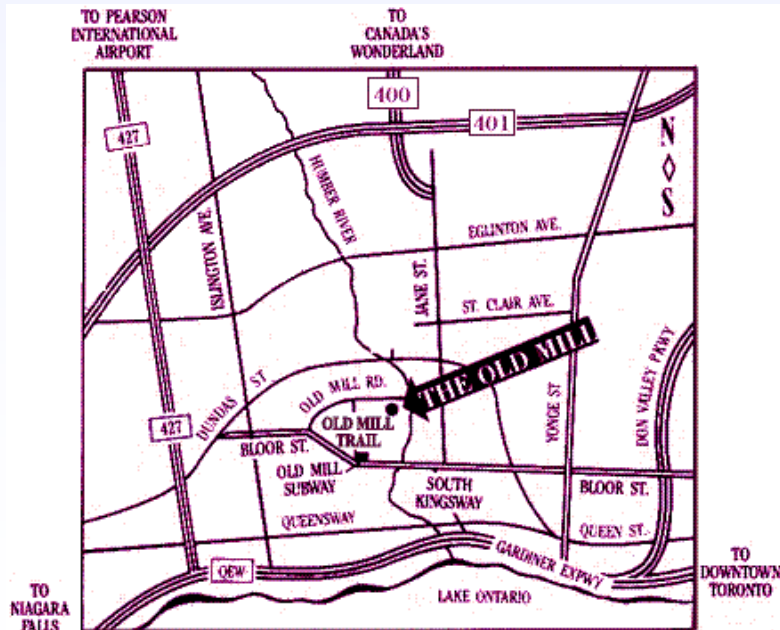 TO PEARSON
INTERNATIONAL
AIRPORT
TO
CANADA'S
WONDERLAND
400
401
427
N
S
HUMBER RIVER
ISLINGTON AVE.
EGLINTON AVE.
JANE ST.
ST. CLAIR AVE.
THE OLD MILL
DUNDAS ST
OLD MILL RD.
YONGE ST
DON VALLEY PKWY
427
OLD MILL
TRAIL
BLOOR ST.
OLD MILL
SUBWAY
SOUTH
KINGSWAY
BLOOR ST.
QUEENSWAY
QUEEN ST.
QEW
GARDINER EXPWY
TO
DOWNTOWN
TORONTO
TO
NIAGARA
FALLS
LAKE ONTARIO